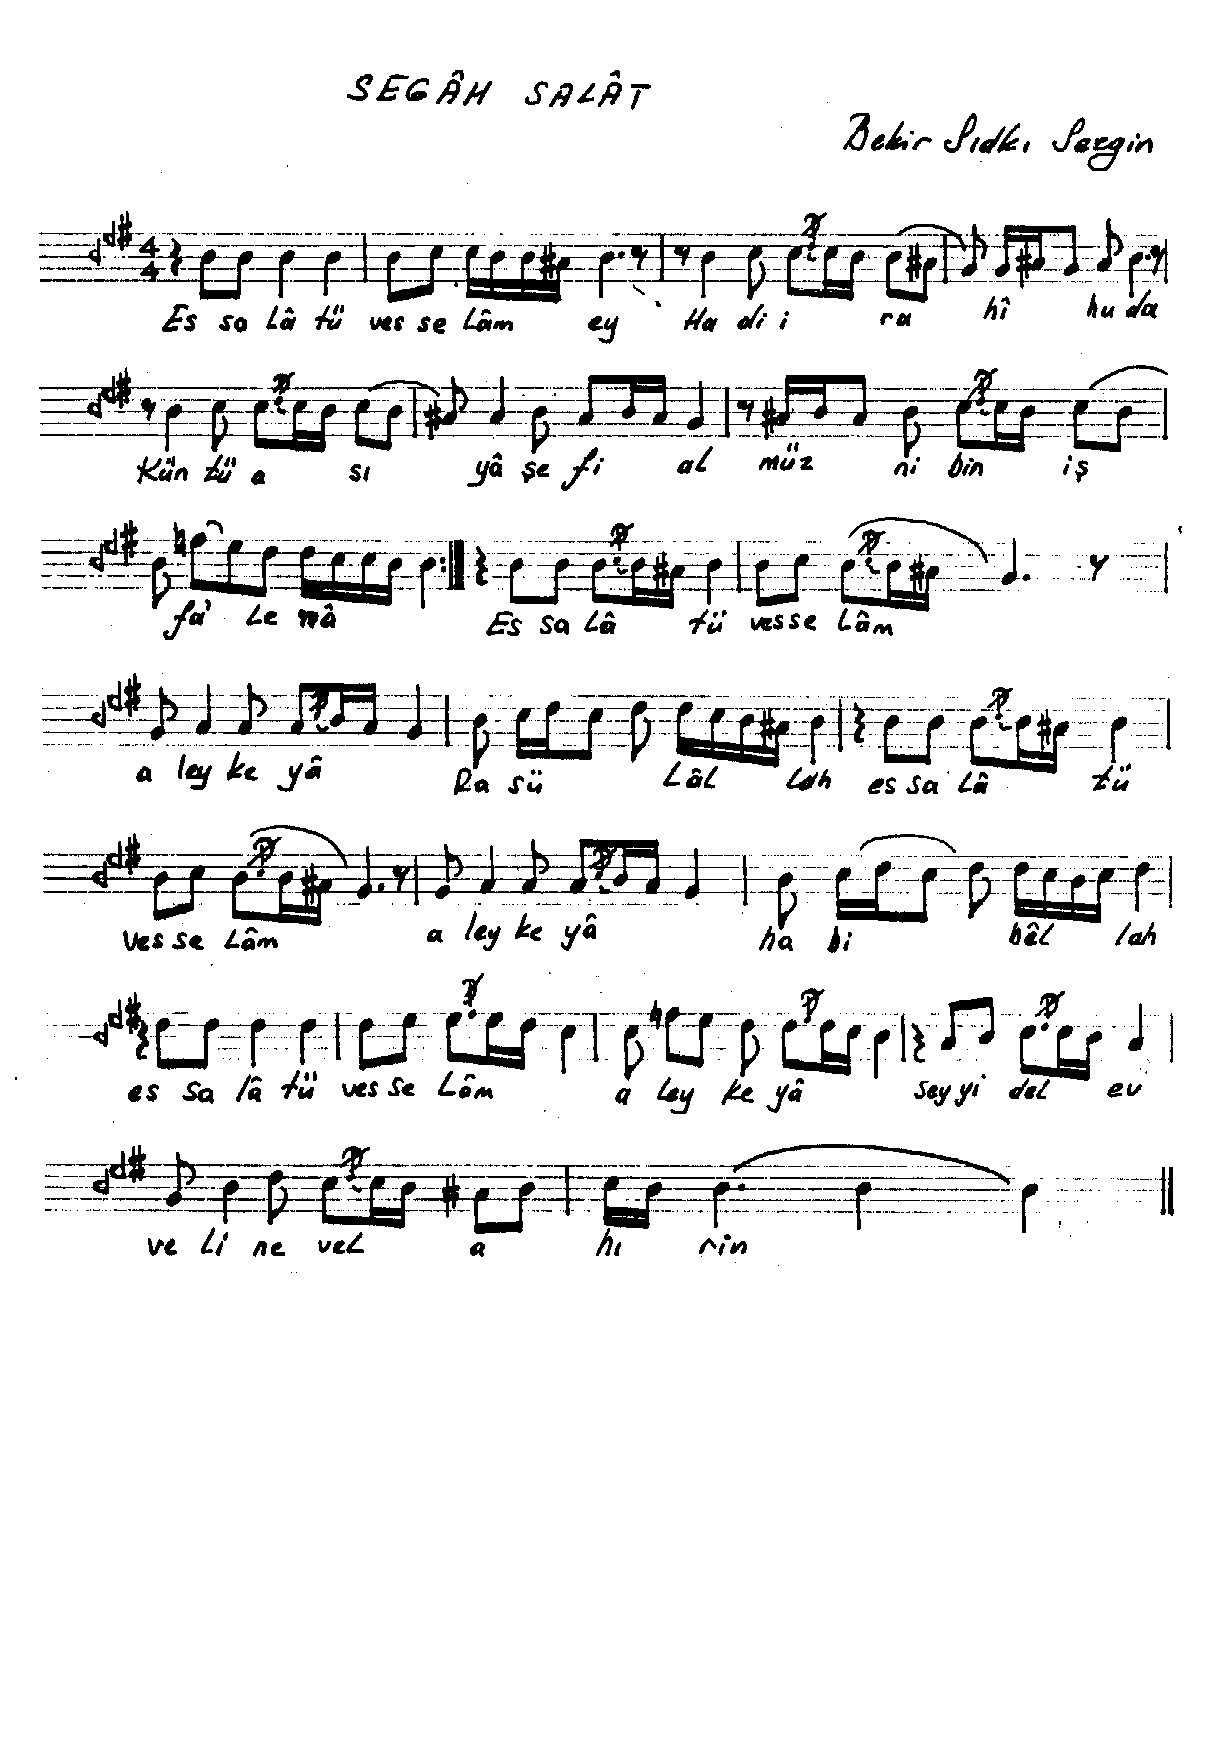 SEGÂH SALÂT
Bekir Sıdkı Sezgin
4
4
Es sa Lâ tü ves se Lâm ey Ha di i ra hî hu da
Kün tü a sı yâ şe fi al müz ni bin iş
fa' Le nâ Es sa Lâ tü ves se Lâm
a ley ke yâ Ra sü Lâl lah es sa Lâ tü
ves se Lâm a ley ke yâ ha bi bêl lah
es sa lâ tü ves se Lâm a ley ke yâ sey yi del ev
ve Li ne vel a hı rin